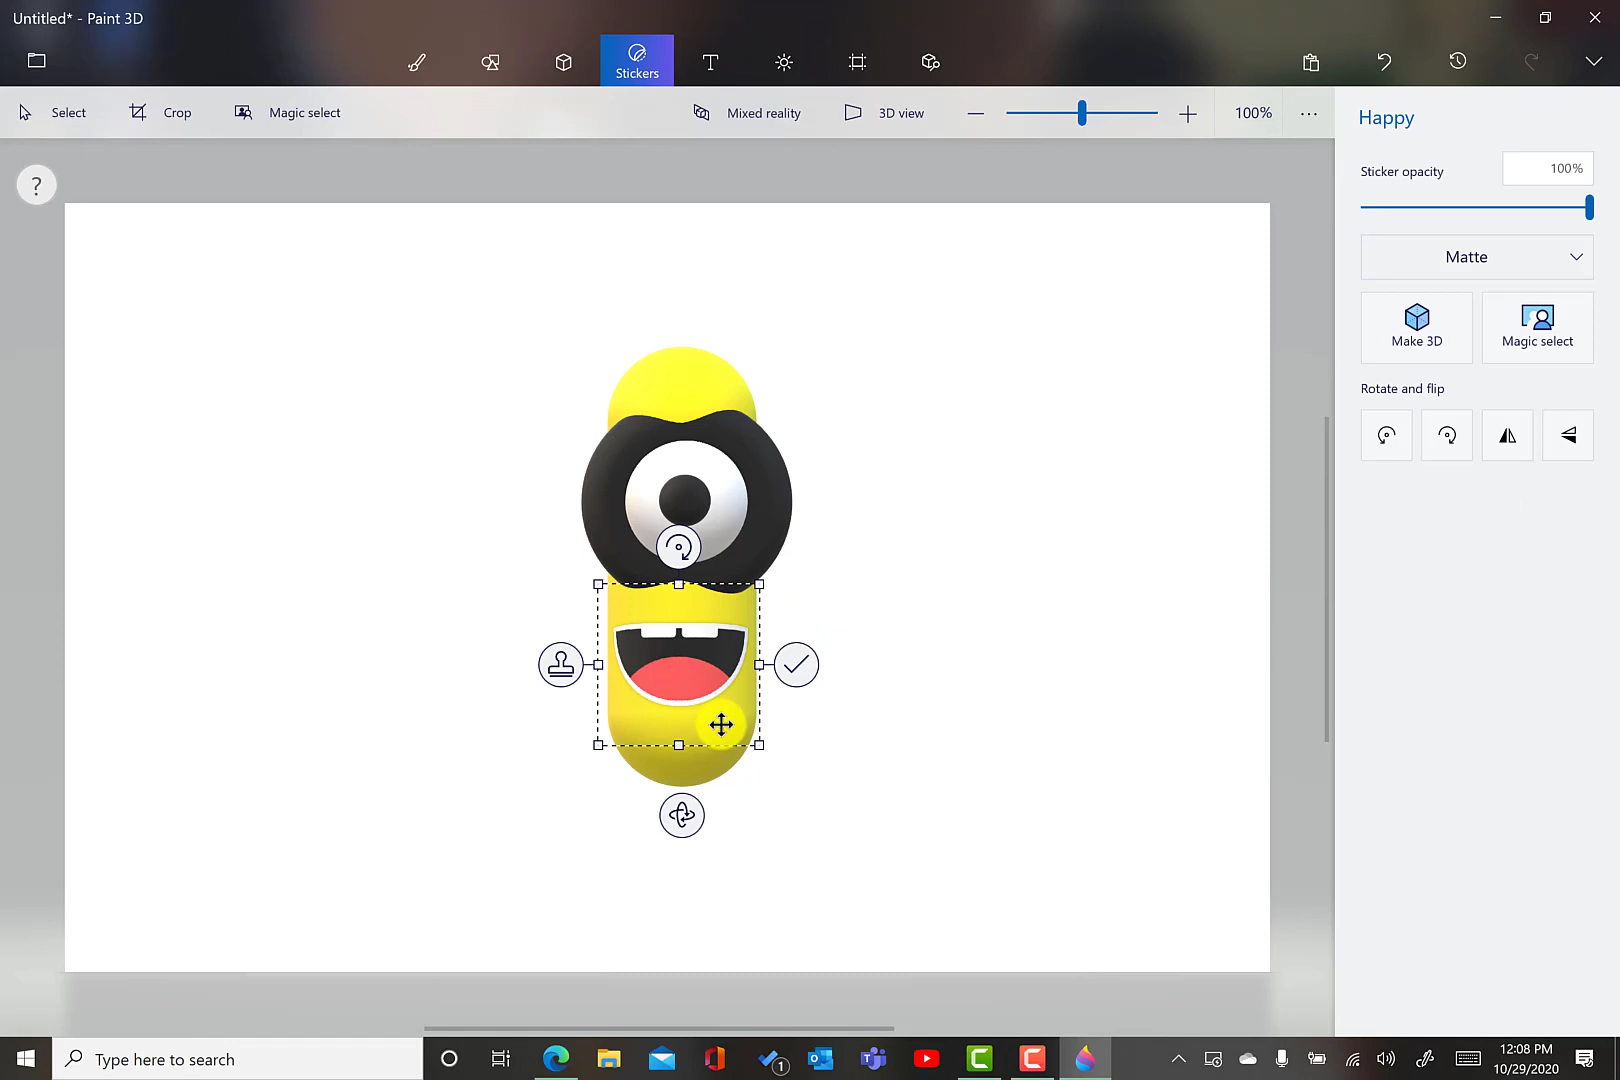 Untitled* - Paint 3D
Stickers
Select
Crop
Magic select
Mixed reality
3D view
100%
Happy
Sticker opacity
100%
Matte
Make 3D
Magic select
Rotate and flip
?
Type here to search
1
12:08 PM
10/29/2020